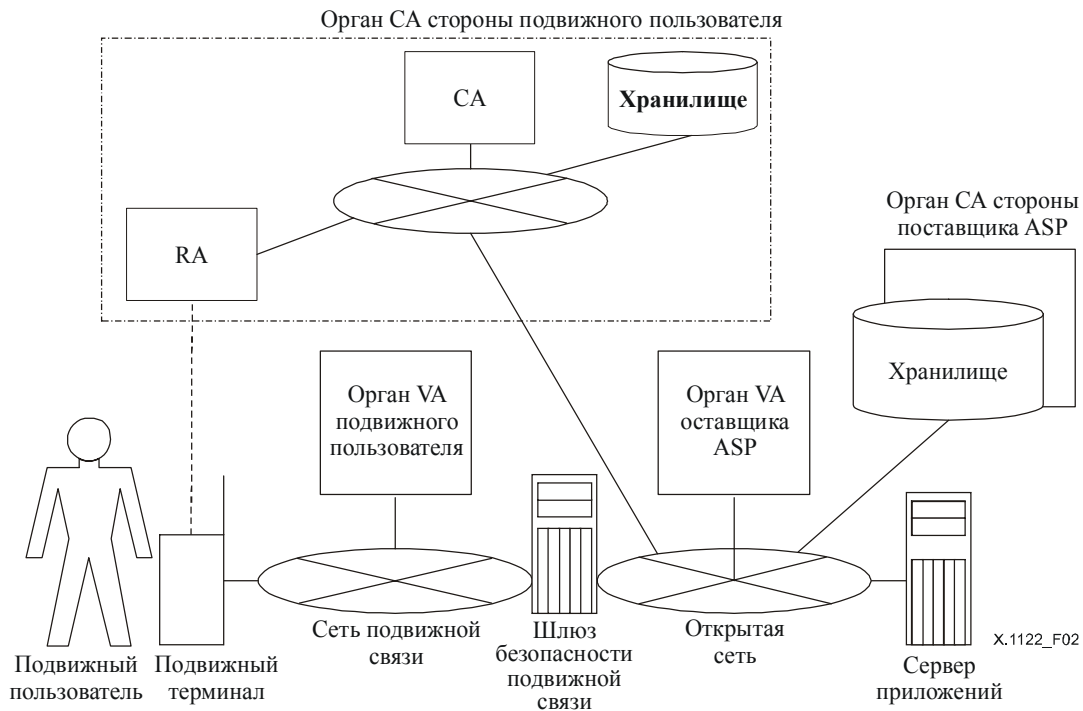 Орган CA стороны подвижного пользователя
CA
Хранилище
RA
Орган CA стороны
поставщика ASP
Хранилище
Орган VA
подвижного
пользователя
Орган VA
оставщика
ASP
Подвижный
пользователь
Подвижный
терминал
Сеть подвижной
связи
Шлюз
безопасности
подвижной
связи
Открытая
сеть
Сервер
приложений
X.1122_F02